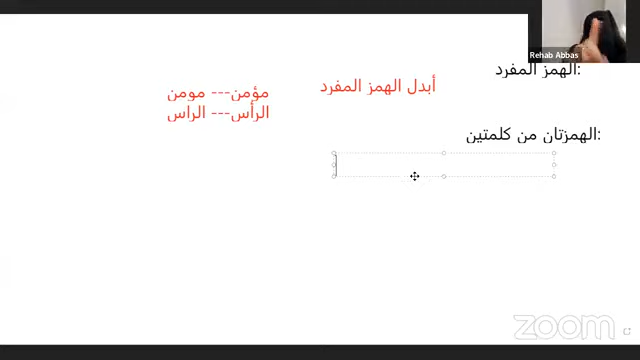 Rehab Abbas
الهمز المفرد:
أبدل الهمز المفرد
مؤمن --- مومن
الرأس --- الراس
الهمزتان من كلمتين:
zoom